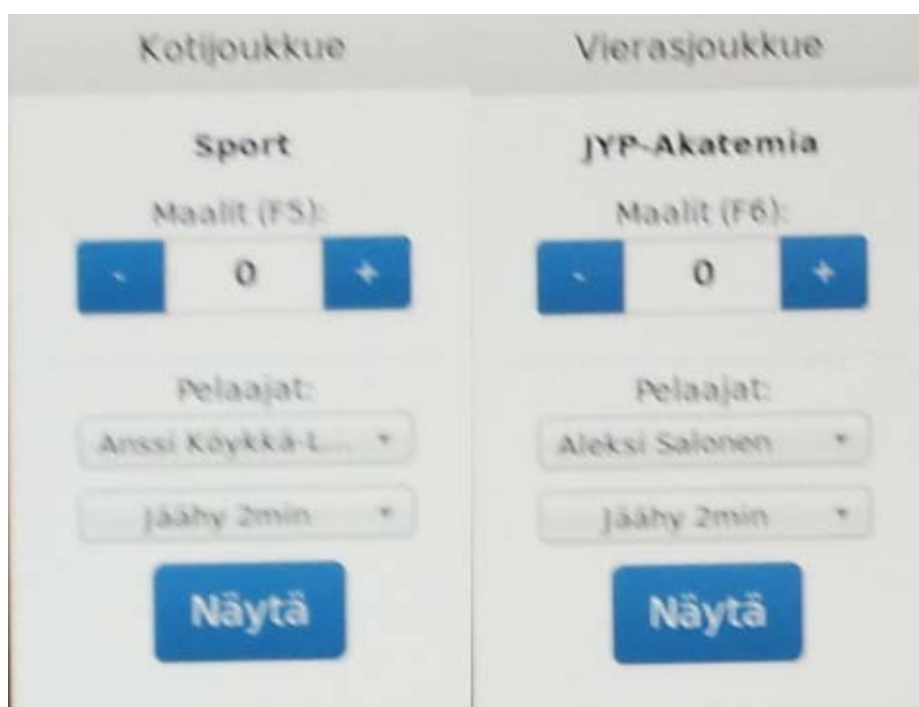 Kotijoukkue
Sport
Maalit (F5):
- 0 +
Pelaajat:
Anssi Köykkä-L...
Jäähy 2min
Näytä
Vierasjoukkue
JYP-Akatemia
Maalit (F6):
- 0 +
Pelaajat:
Aleksi Salonen
Jäähy 2min
Näytä